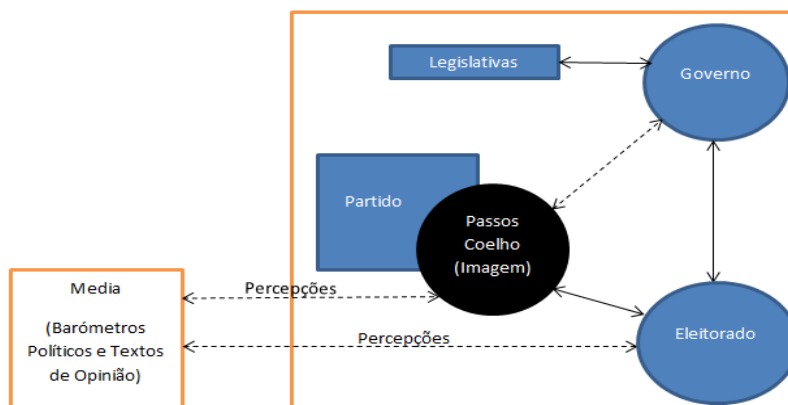 Legislativas
Governo
Partido
Passos
Coelho
(Imagem)
Media
(Barómetros
Políticos e Textos
de Opinião)
Percepções
Percepções
Eleitorado